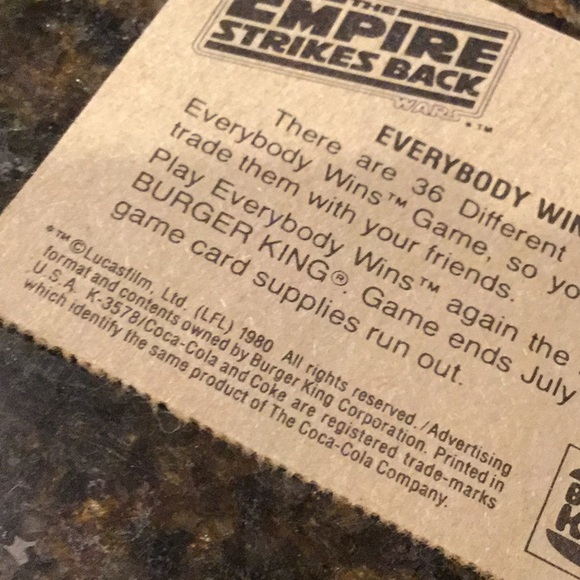 THE
EMPIRE
STRIKES BACK
WARS
*™
EVERYBODY WIN
There are 36 Different
Everybody Wins™ Game, so yo
trade them with your friends.
Play Everybody Wins™ again the
BURGER KING®. Game ends July
game card supplies run out.
*™ ©Lucasfilm, Ltd. (LFL) 1980 All rights reserved./Advertising
format and contents owned by Burger King Corporation. Printed in
U.S.A. K-3578/Coca-Cola and Coke are registered trade-marks
which identify the same product of The Coca-Cola Company.